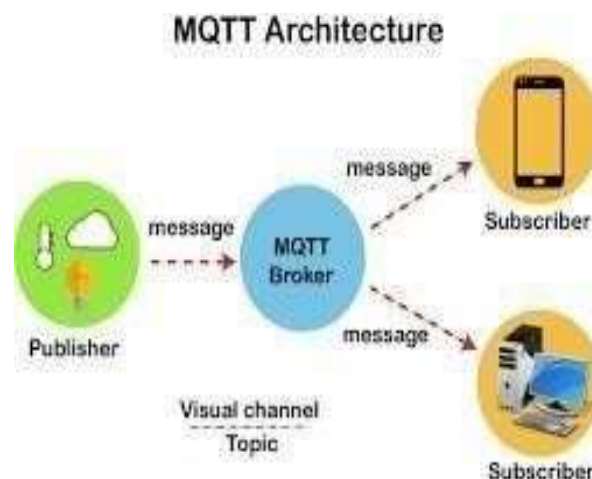 MQTT Architecture
message
Subscriber
message
MQTT
Broker
Publisher
message
Visual channel
Topic
Subscriber